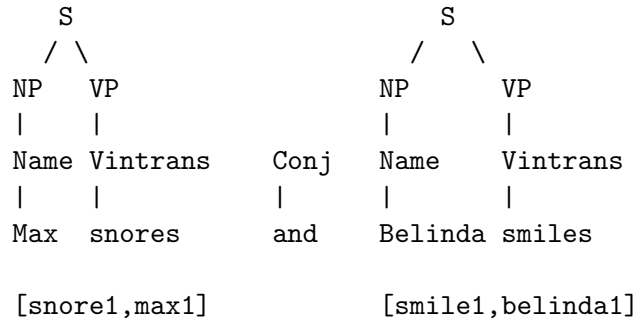 S S
/ \ / \
NP VP NP VP
| | | |
Name Vintrans Conj Name Vintrans
| | | | |
Max snores and Belinda smiles
[snore1,max1] [smile1,belinda1]